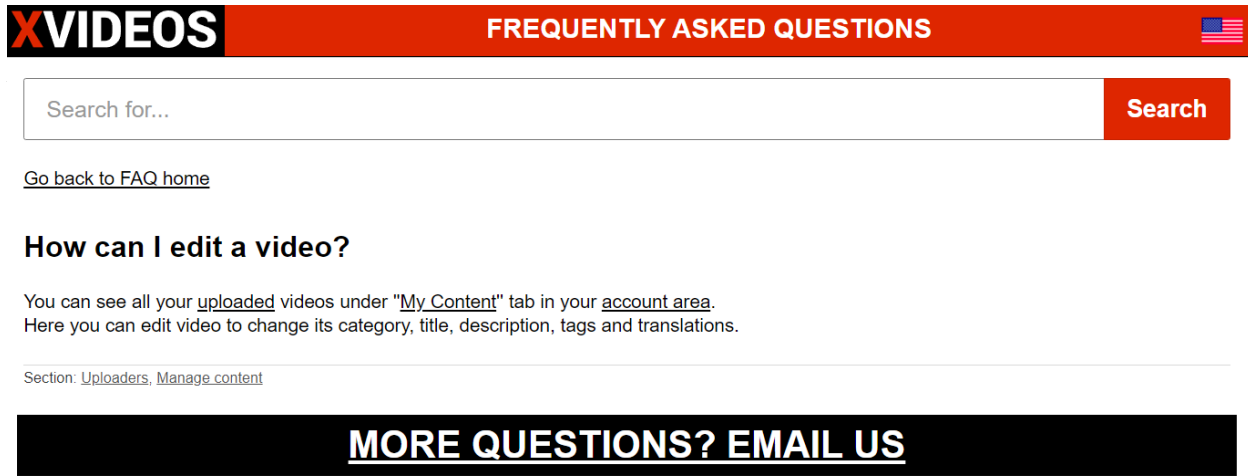 XVIDEOS
FREQUENTLY ASKED QUESTIONS
Search for...
Search
Go back to FAQ home
How can I edit a video?
You can see all your uploaded videos under "My Content" tab in your account area.
Here you can edit video to change its category, title, description, tags and translations.
Section: Uploaders, Manage content
MORE QUESTIONS? EMAIL US